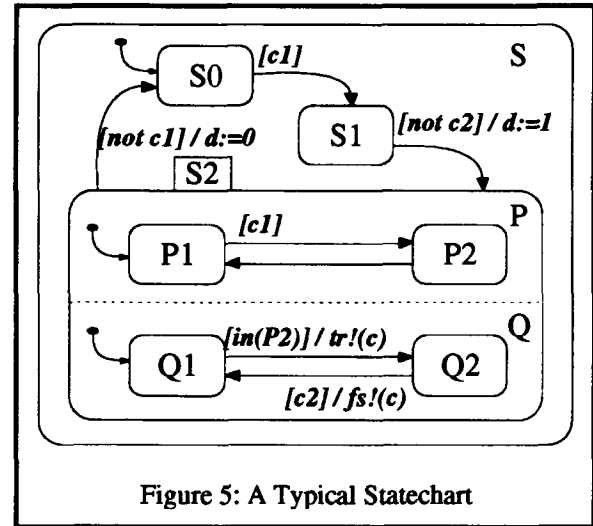 S
[c1]
S0
[not c1] / d:=0
S1
[not c2] / d:=1
S2
P
[c1]
P1
P2
Q
[in(P2)] / tr!(c)
Q1
Q2
[c2] / fs!(c)
Figure 5: A Typical Statechart